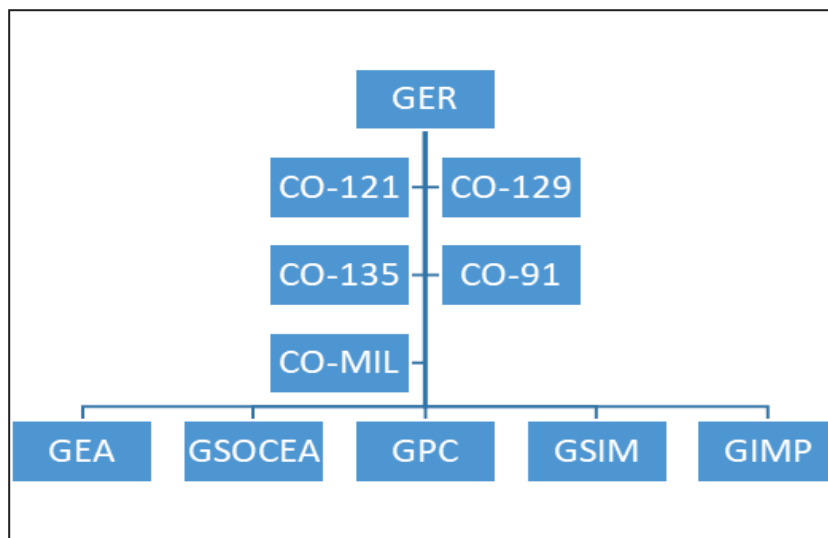 GER
CO-121 CO-129
CO-135 CO-91
CO-MIL
GEA GSOCEA GPC GSIM GIMP